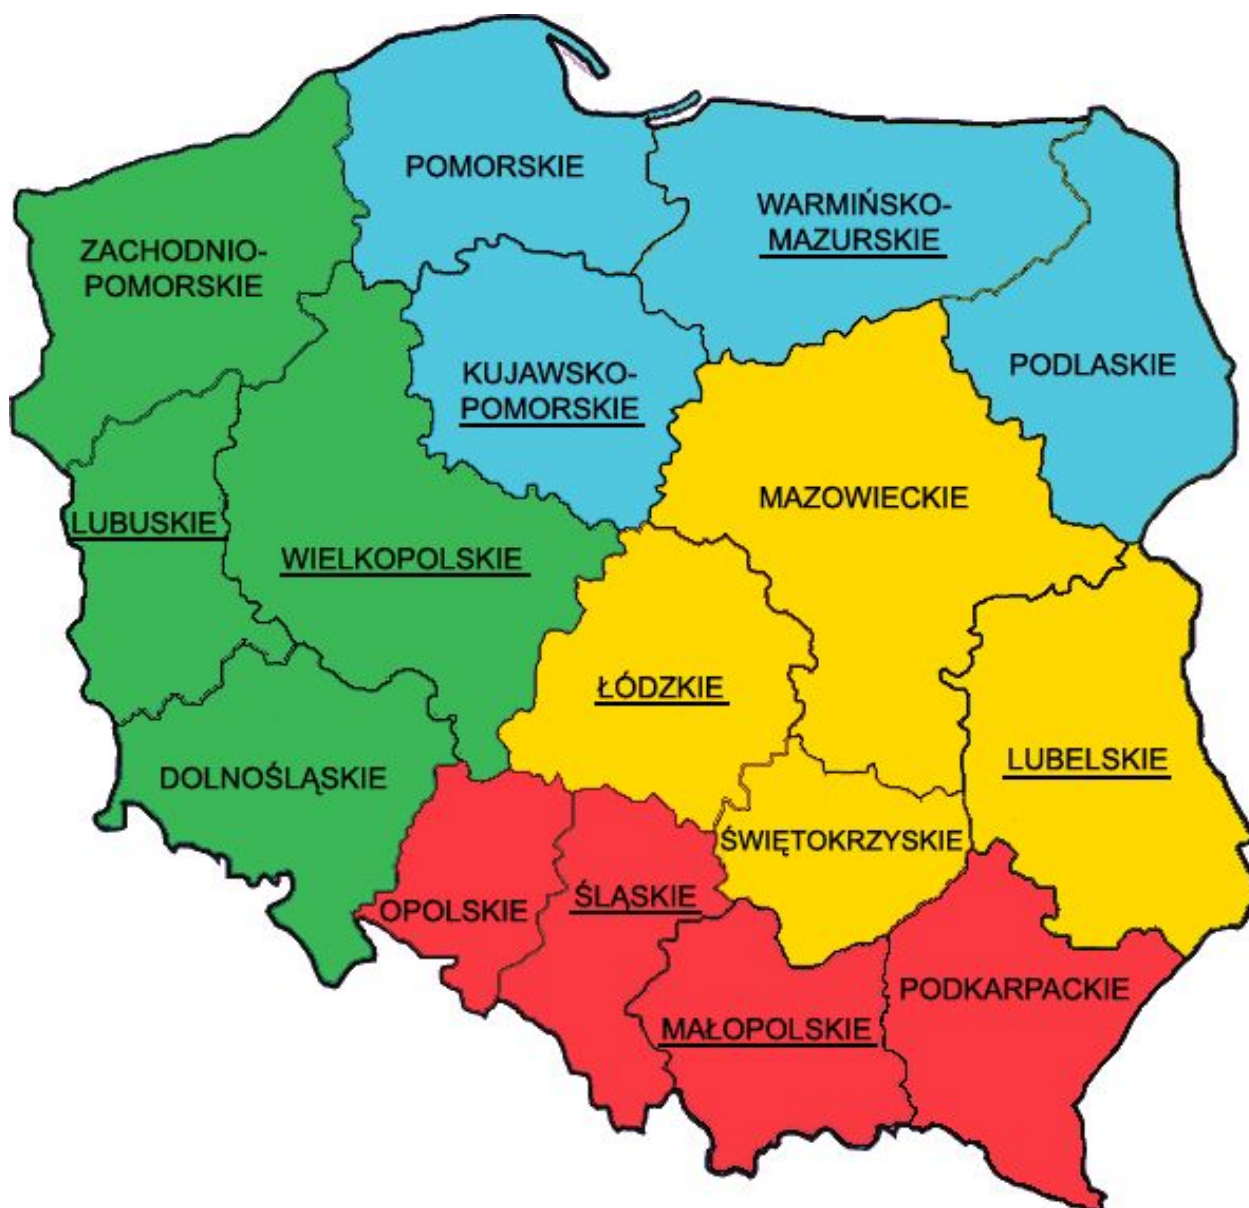 POMORSKIE
WARMIŃSKO-
MAZURSKIE
ZACHODNIO-
POMORSKIE
PODLASKIE
KUJAWSKO-
POMORSKIE
MAZOWIECKIE
LUBUSKIE
WIELKOPOLSKIE
ŁÓDZKIE
LUBELSKIE
DOLNOŚLĄSKIE
ŚWIĘTOKRZYSKIE
ŚLĄSKIE
OPOLSKIE
PODKARPACKIE
MAŁOPOLSKIE